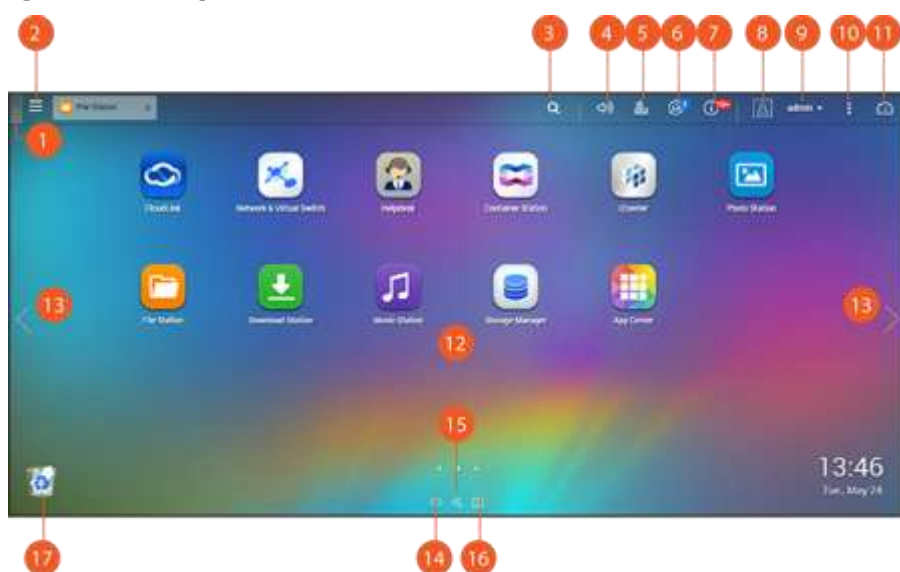 2
3
4
5
6
7
8
9
10
11
File Station
10+
admin
1
CloudLink
Network & Virtual Switch
Helpdesk
Container Station
Photo Station
13
13
File Station
Download Station
Music Station
Storage Manager
App Center
12
15
13:46
Tue., May 24
17
14
16